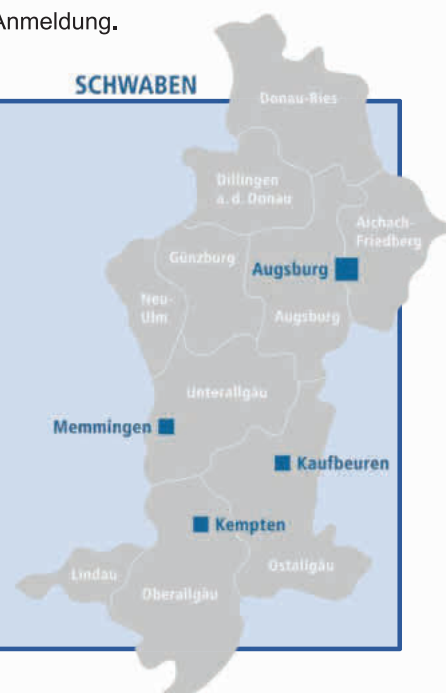 Anmeldung.
SCHWABEN
Donau-Ries
Dillingen
a. d. Donau
Aichach-
Friedberg
Günzburg
Augsburg
Neu-
Ulm
Augsburg
Unterallgäu
Memmingen
Kaufbeuren
Kempten
Ostallgäu
Lindau
Oberallgäu